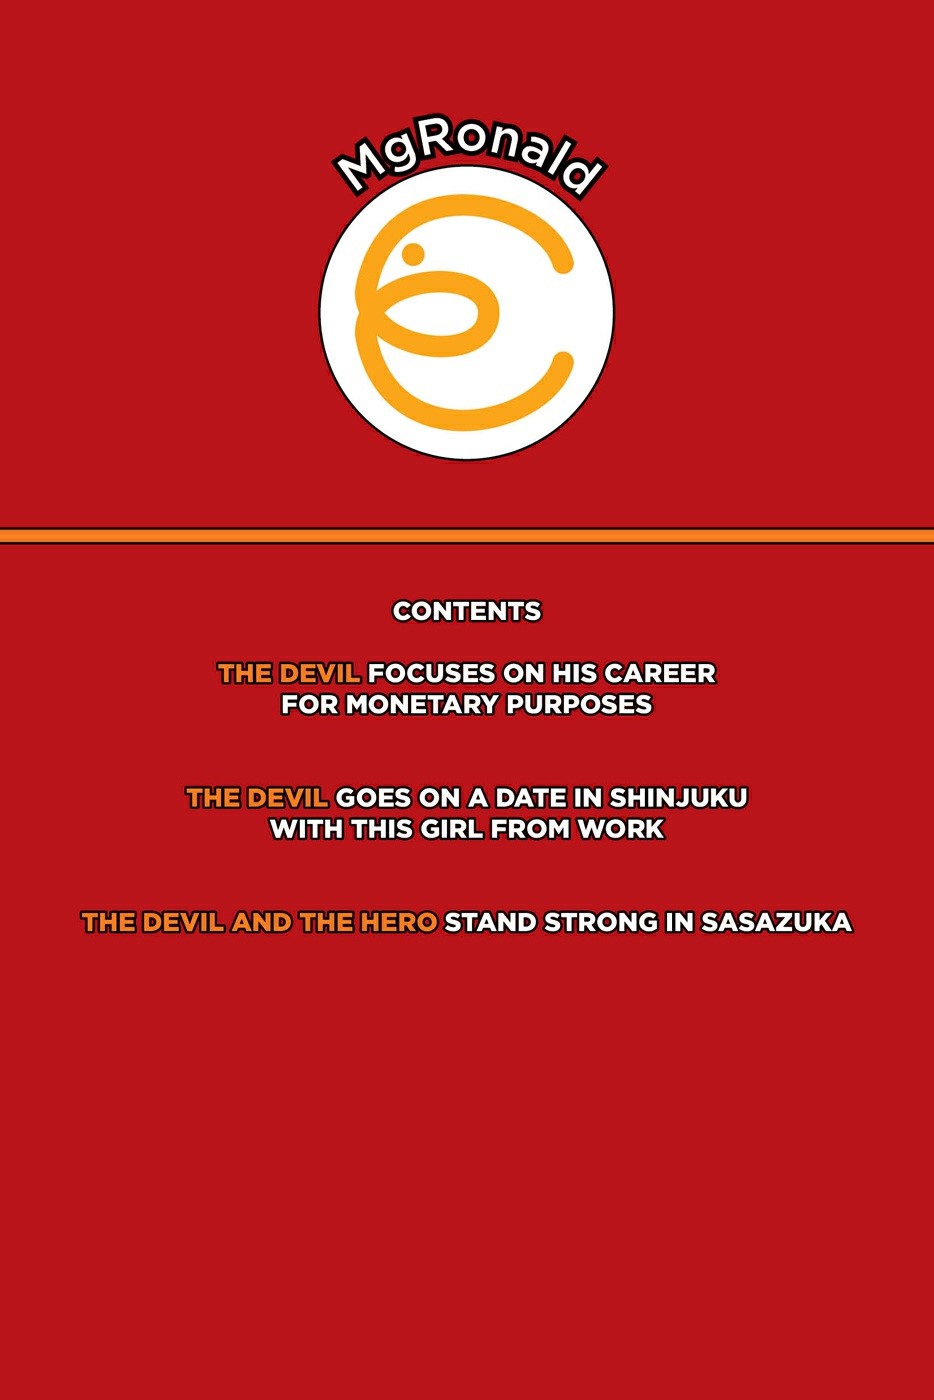 MgRonald
CONTENTS
THE DEVIL FOCUSES ON HIS CAREER
FOR MONETARY PURPOSES
THE DEVIL GOES ON A DATE IN SHINJUKU
WITH THIS GIRL FROM WORK
THE DEVIL AND THE HERO STAND STRONG IN SASAZUKA